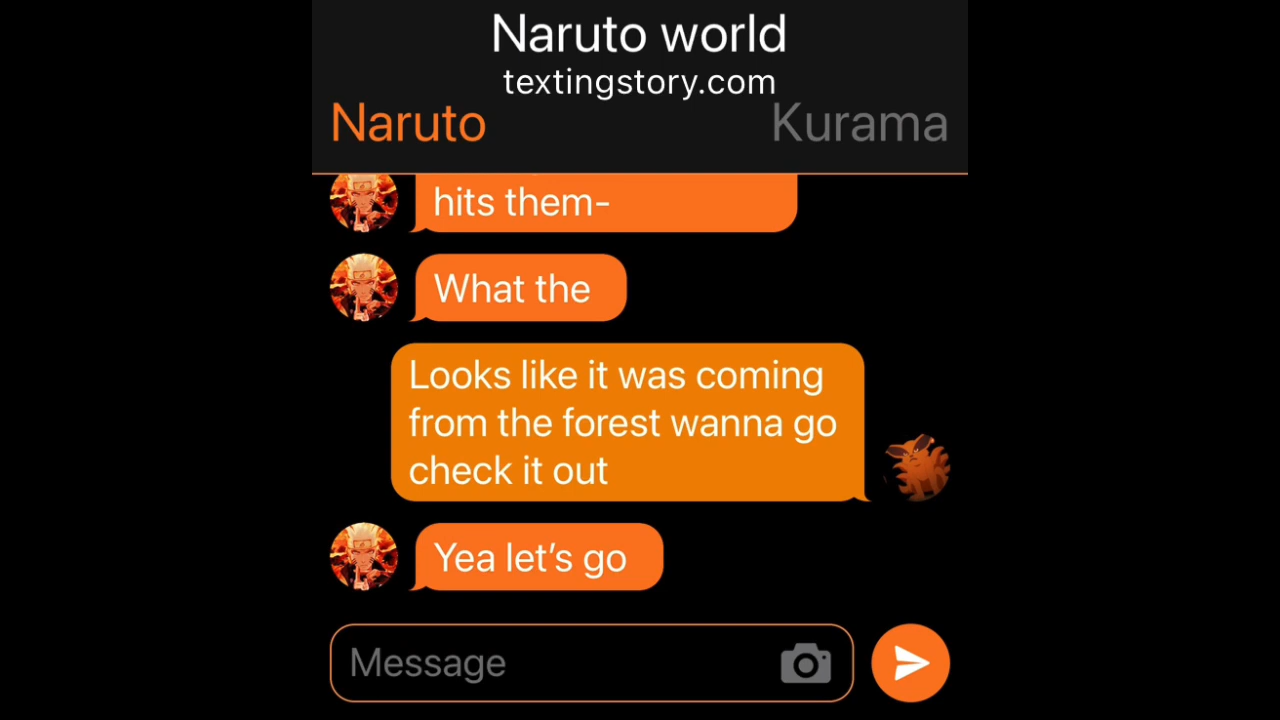 Naruto world
textingstory.com
Naruto
Kurama
hits them-
What the
Looks like it was coming
from the forest wanna go
check it out
Yea let’s go
Message